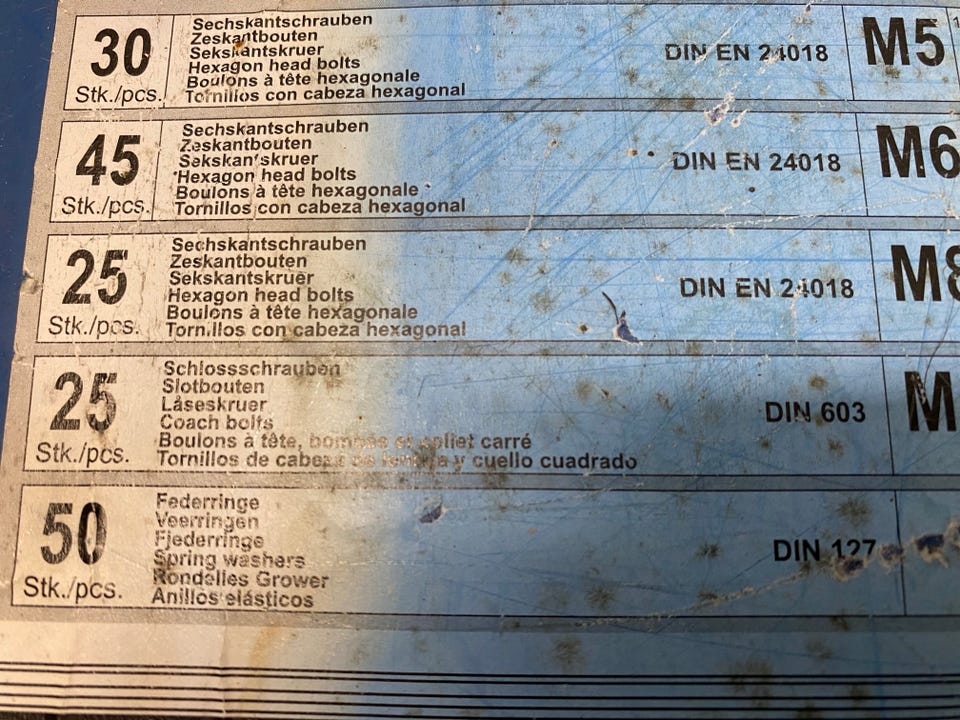 30
Stk./pcs.
Sechskantschrauben
Zeskantbouten
Sekskantskruer
Hexagon head bolts
Boulons à tête hexagonale
Tornillos con cabeza hexagonal
DIN EN 24018
M5
45
Stk./pcs.
Sechskantschrauben
Zeskantbouten
Sekskantskruer
Hexagon head bolts
Boulons à tête hexagonale
Tornillos con cabeza hexagonal
DIN EN 24018
M6
25
Stk./pcs.
Sechskantschrauben
Zeskantbouten
Sekskantskruer
Hexagon head bolts
Boulons à tête hexagonale
Tornillos con cabeza hexagonal
DIN EN 24018
M8
25
Stk./pcs.
Schlossschrauben
Slotbouten
Låseskruer
Coach bolts
Boulons à tête, carré
Tornillos de cabeza y cuello cuadrado
DIN 603
M
50
Stk./pcs.
Federringe
Veerringen
Fjederringe
Spring washers
Rondelles Grower
Anillos elásticos
DIN 127